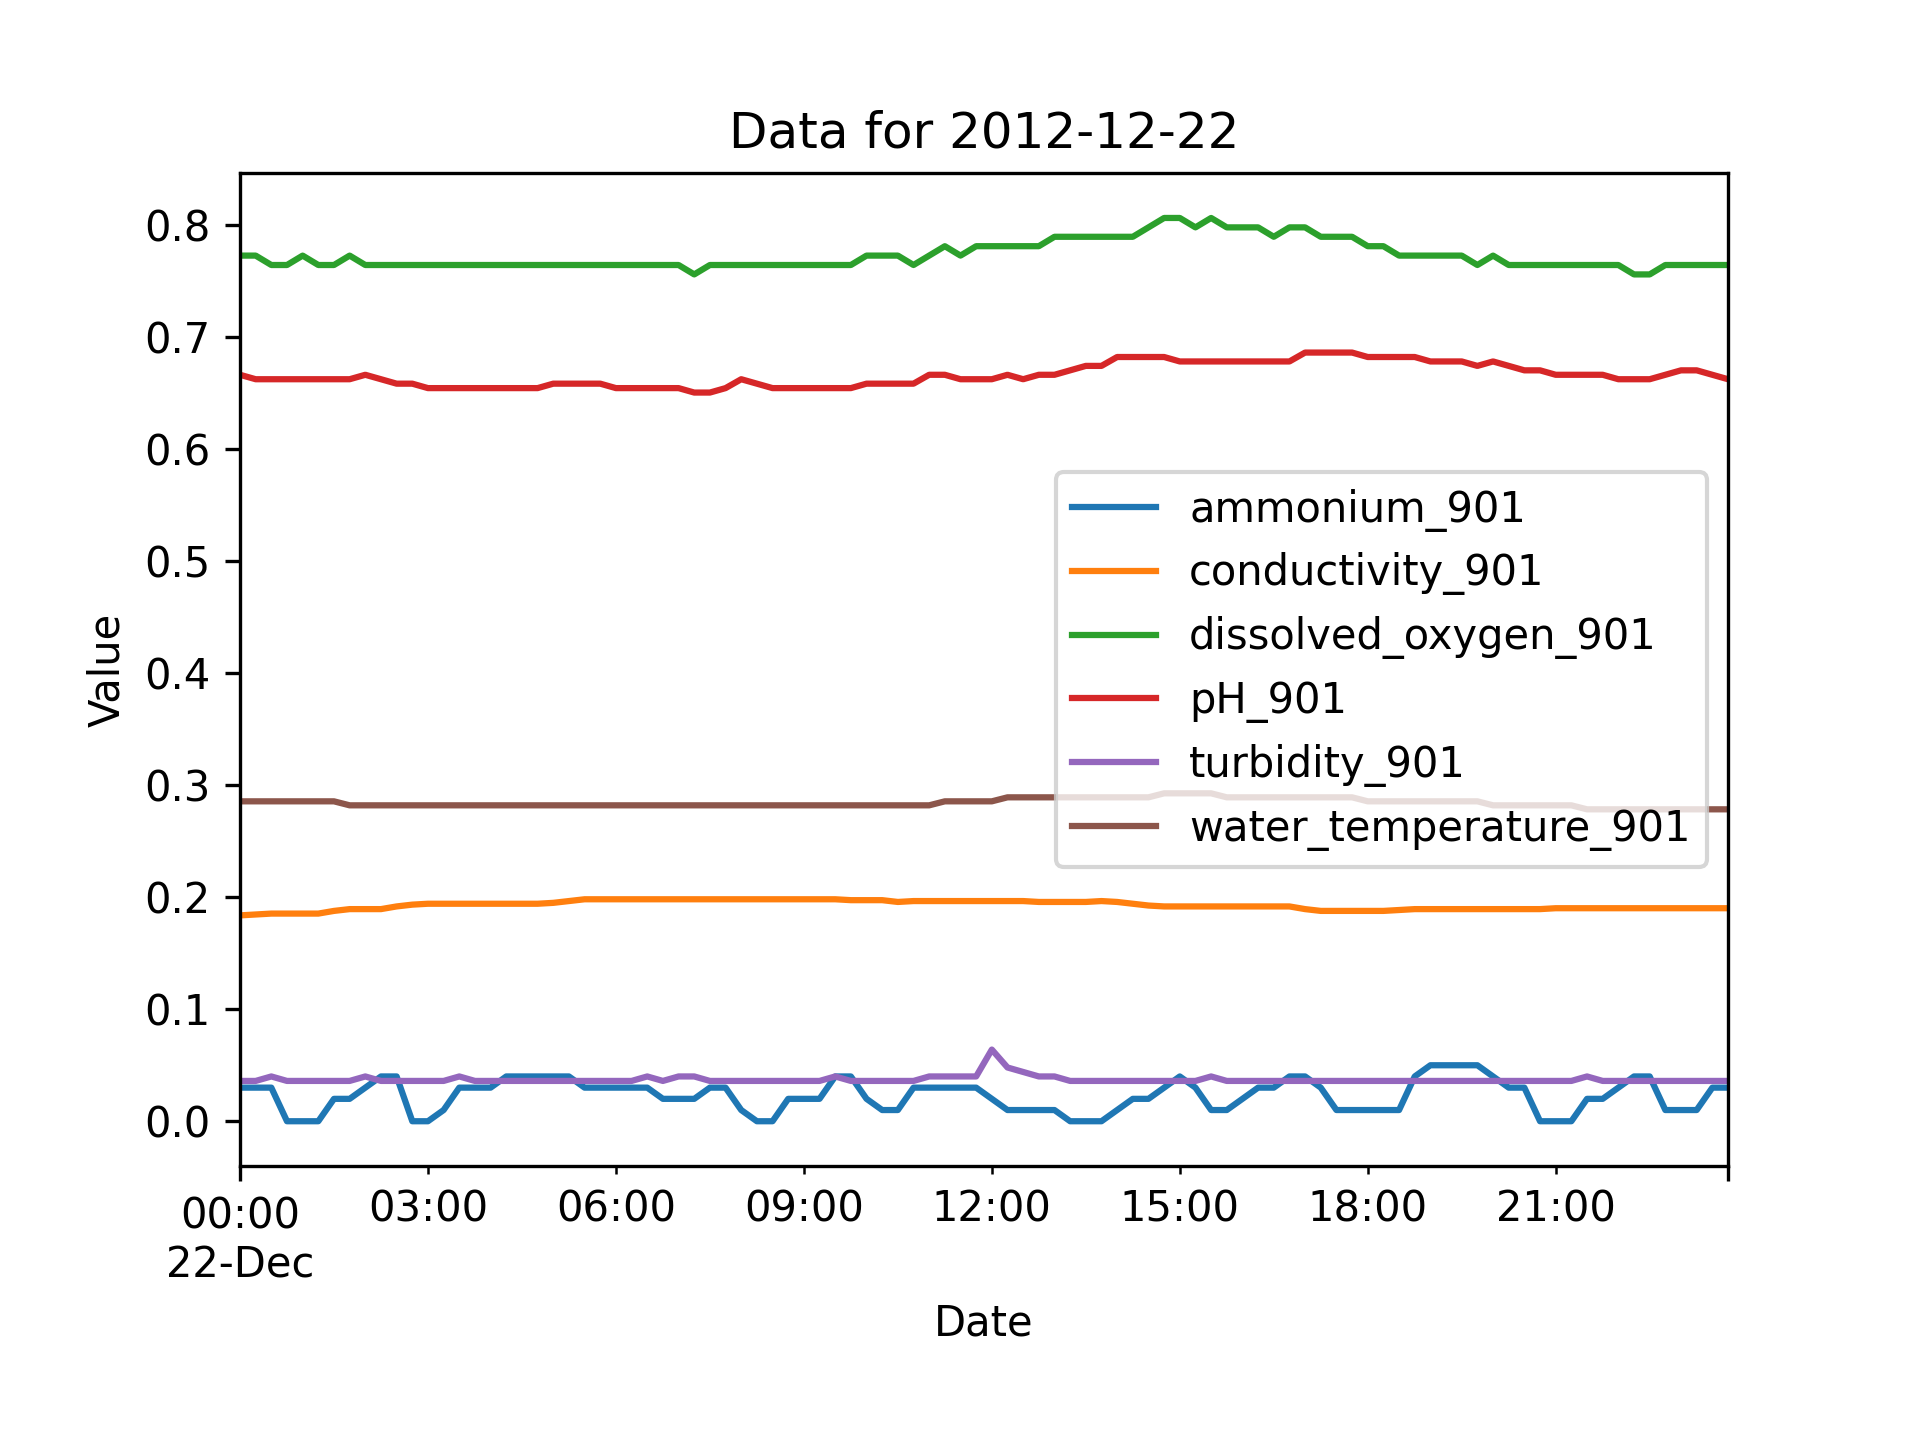 Data for 2012-12-22
0.8
0.7
0.6
0.5
0.4
0.3
0.2
0.1
0.0
Value
ammonium_901
conductivity_901
dissolved_oxygen_901
pH_901
turbidity_901
water_temperature_901
00:00 03:00 06:00 09:00 12:00 15:00 18:00 21:00
22-Dec
Date